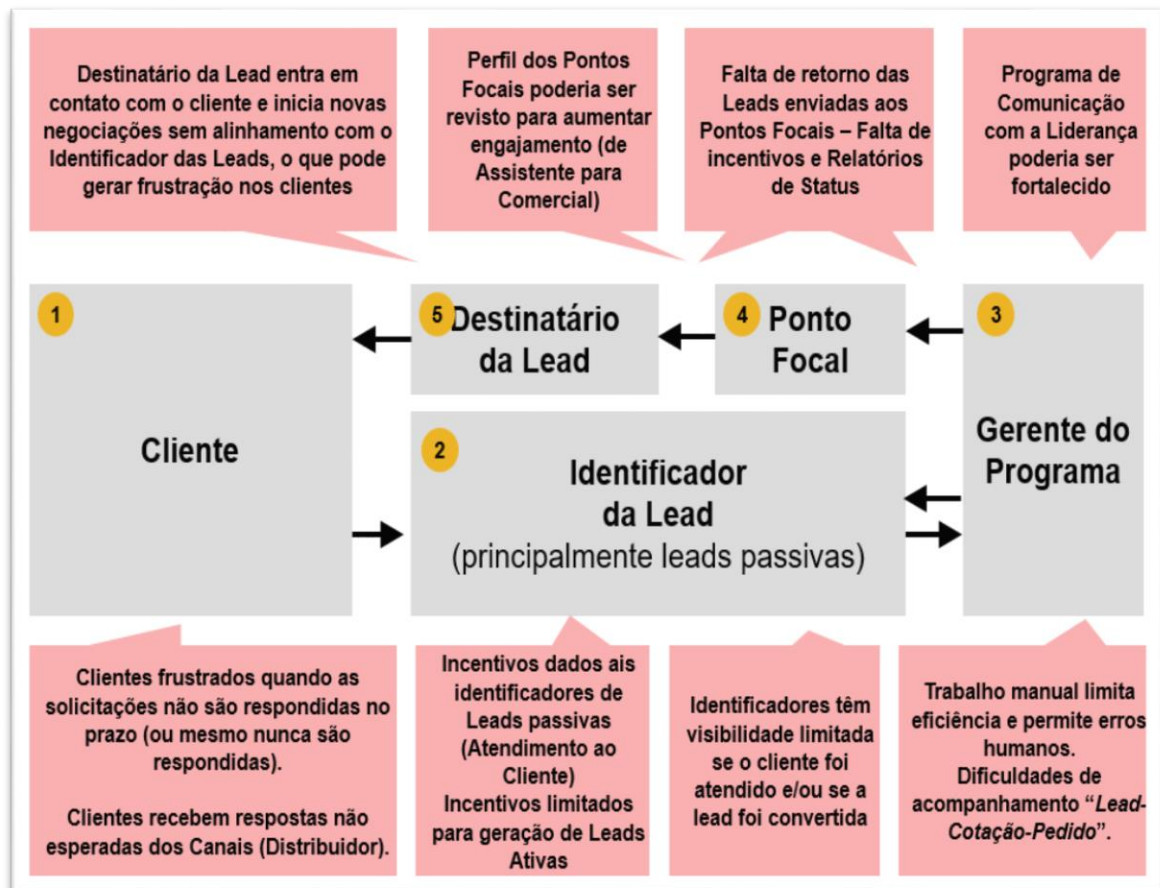 Destinatário da Lead entra em
contato com o cliente e inicia novas
negociações sem alinhamento com o
Identificador das Leads, o que pode
gerar frustração nos clientes
Perfil dos Pontos
Focais poderia ser
revisto para aumentar
engajamento (de
Assistente para
Comercial)
Falta de retorno das
Leads enviadas aos
Pontos Focais – Falta de
incentivos e Relatórios
de Status
Programa de
Comunicação
com a Liderança
poderia ser
fortalecido
1
Cliente
5
Destinatário
da Lead
4
Ponto
Focal
3
Gerente do
Programa
2
Identificador
da Lead
(principalmente leads passivas)
Clientes frustrados quando as
solicitações não são respondidas no
prazo (ou mesmo nunca são
respondidas).
Clientes recebem respostas não
esperadas dos Canais (Distribuidor).
Incentivos dados ais
identificadores de
Leads passivas
(Atendimento ao
Cliente)
Incentivos limitados
para geração de Leads
Ativas
Identificadores têm
visibilidade limitada
se o cliente foi
atendido e/ou se a
lead foi convertida
Trabalho manual limita
eficiência e permite erros
humanos.
Dificuldades de
acompanhamento “Lead-
Cotação-Pedido”.